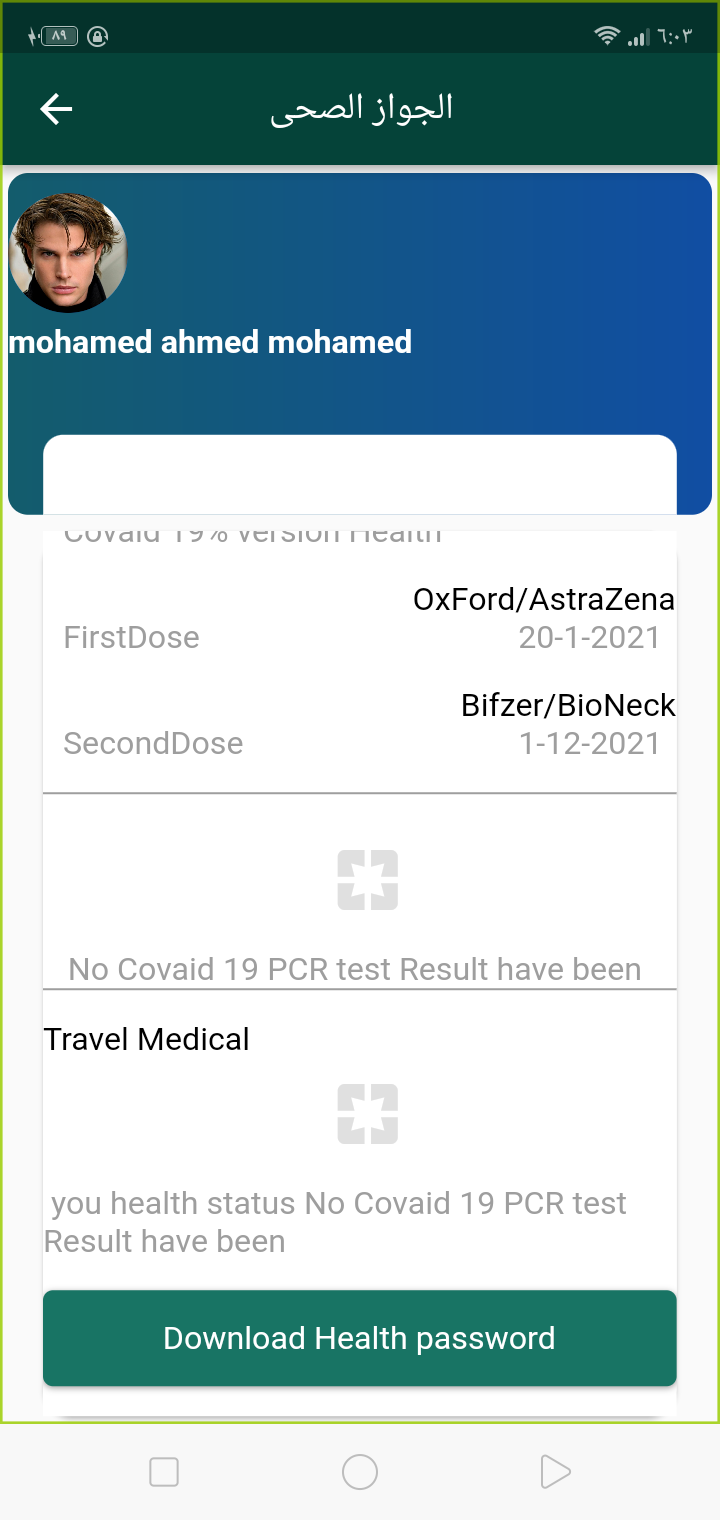 ٨٩
٦:٠٣
الجواز الصحى
mohamed ahmed mohamed
Covaid 19% version Health
OxFord/AstraZena
FirstDose 20-1-2021
Bifzer/BioNeck
SecondDose 1-12-2021
No Covaid 19 PCR test Result have been
Travel Medical
you health status No Covaid 19 PCR test
Result have been
Download Health password